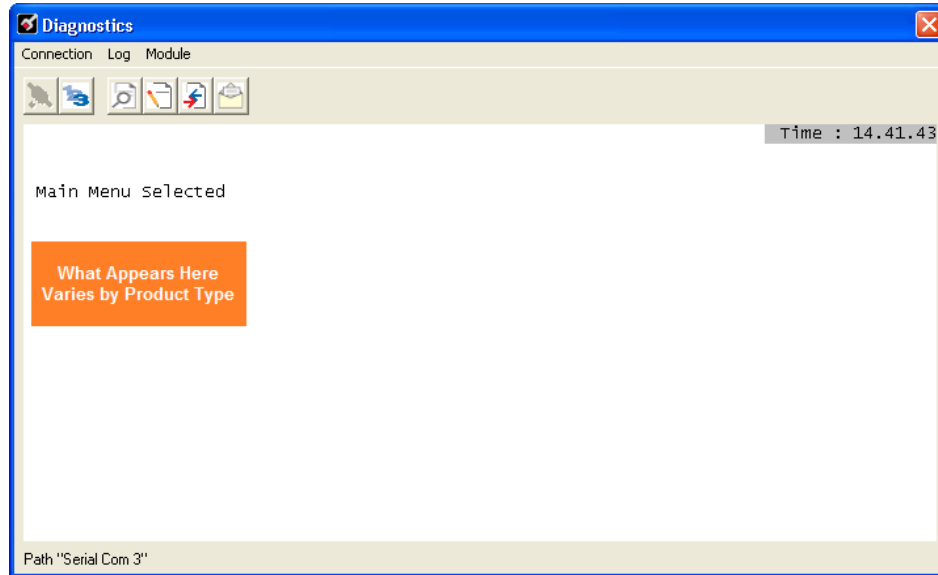 Diagnostics
Connection Log Module
Time : 14.41.43
Main Menu Selected
What Appears Here
Varies by Product Type
Path "Serial Com 3"